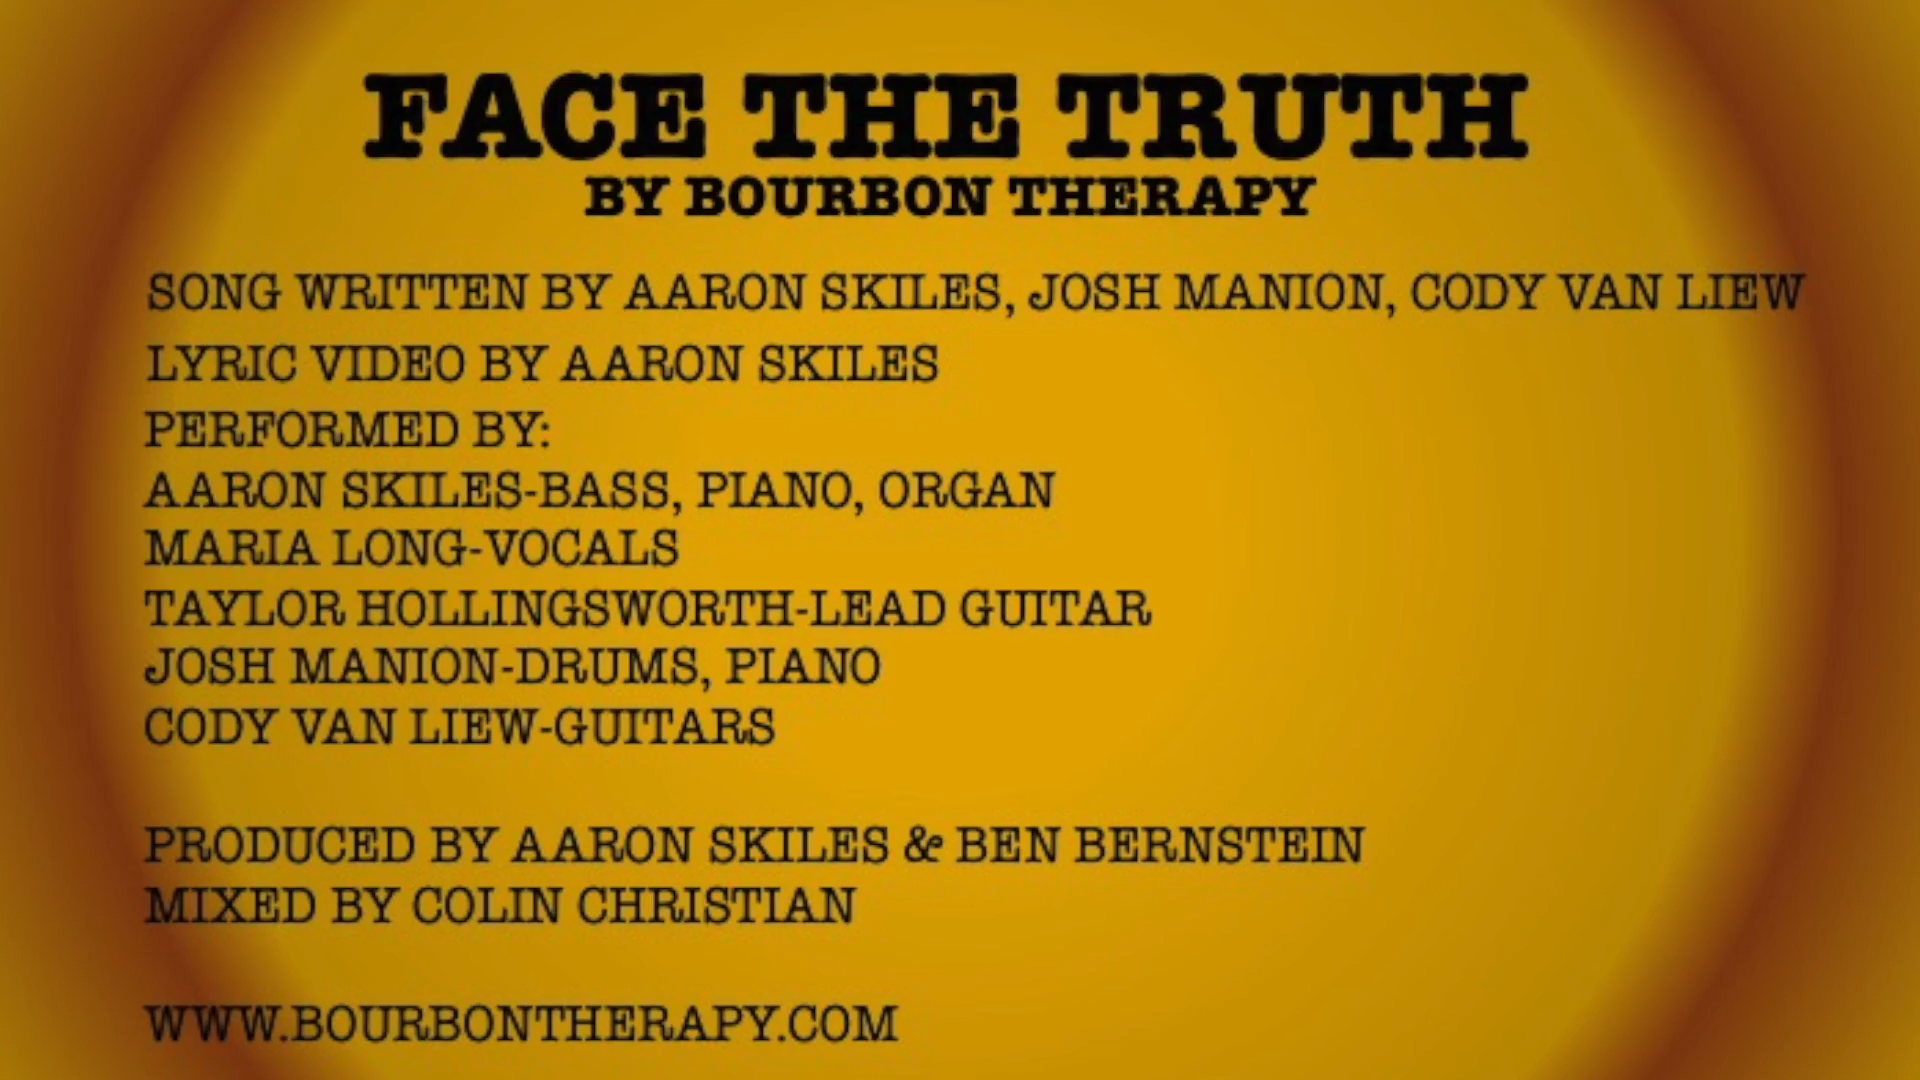 FACE THE TRUTH
BY BOURBON THERAPY
SONG WRITTEN BY AARON SKILES, JOSH MANION, CODY VAN LIEW
LYRIC VIDEO BY AARON SKILES
PERFORMED BY:
AARON SKILES-BASS, PIANO, ORGAN
MARIA LONG-VOCALS
TAYLOR HOLLINGSWORTH-LEAD GUITAR
JOSH MANION-DRUMS, PIANO
CODY VAN LIEW-GUITARS
PRODUCED BY AARON SKILES & BEN BERNSTEIN
MIXED BY COLIN CHRISTIAN
WWW.BOURBONTHERAPY.COM